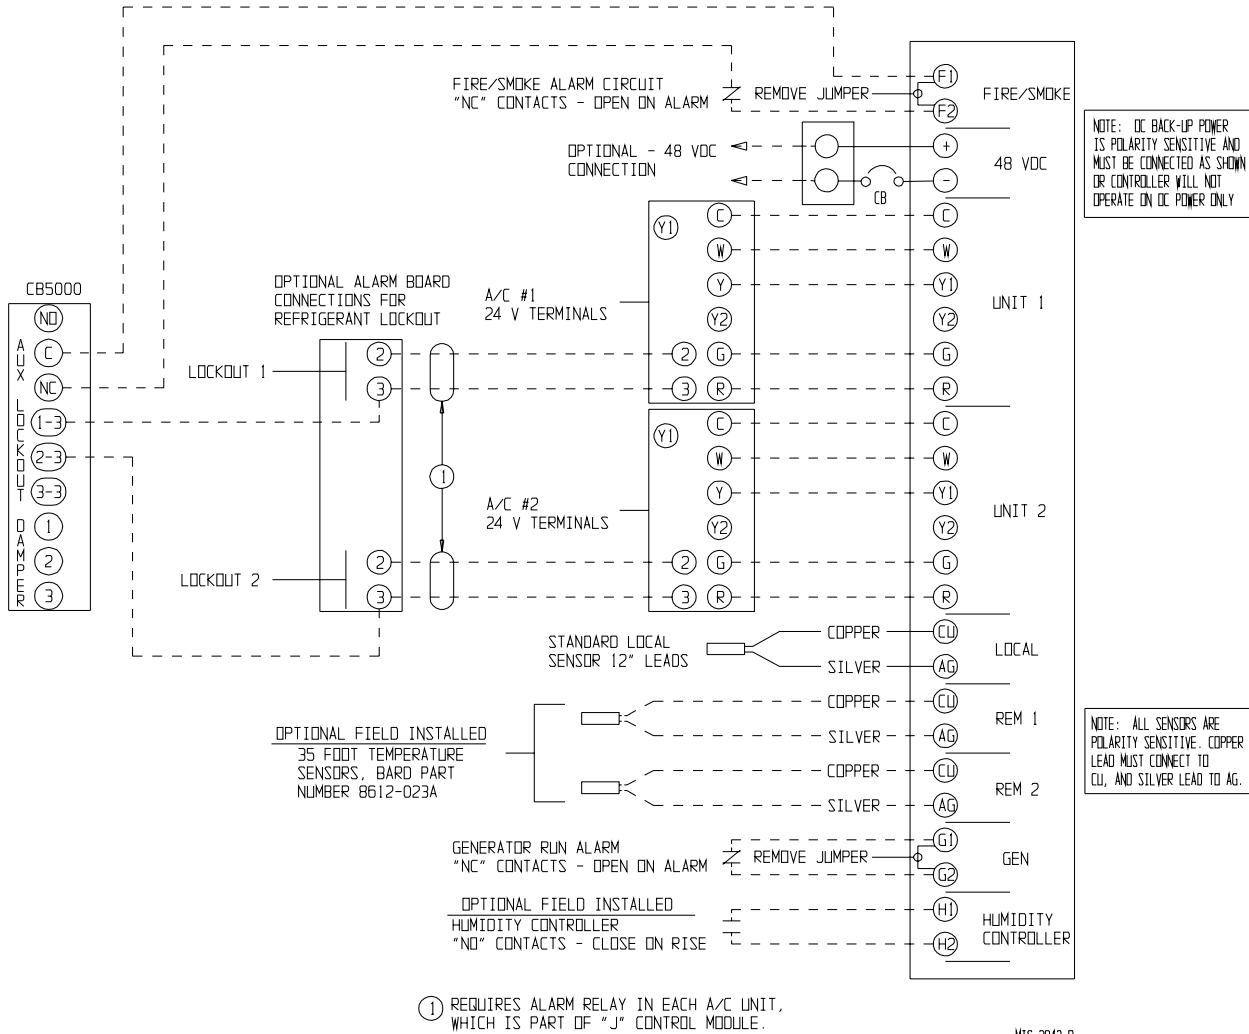 F1
FIRE/SMOKE ALARM CIRCUIT
"NC" CONTACTS - OPEN ON ALARM
REMOVE JUMPER
FIRE/SMOKE
F2
NOTE: DC BACK-UP POWER
IS POLARITY SENSITIVE AND
MUST BE CONNECTED AS SHOWN
OR CONTROLLER WILL NOT
OPERATE ON DC POWER ONLY
OPTIONAL - 48 VDC
CONNECTION
+
48 VDC
-
CB
Y1
C
C
W
W
Y
Y1
Y2
Y2
2
G
G
3
R
R
A/C #1
24 V TERMINALS
UNIT 1
CB5000
NO
C
NC
1-3
2-3
3-3
1
2
3
AUX LOCKOUT DAMPER
OPTIONAL ALARM BOARD
CONNECTIONS FOR
REFRIGERANT LOCKOUT
LOCKOUT 1
2
3
1
LOCKOUT 2
2
3
Y1
C
C
W
W
Y
Y1
Y2
Y2
2
G
G
3
R
R
A/C #2
24 V TERMINALS
UNIT 2
STANDARD LOCAL
SENSOR 12" LEADS
COPPER
CU
SILVER
AG
LOCAL
OPTIONAL FIELD INSTALLED
35 FOOT TEMPERATURE
SENSORS, BARD PART
NUMBER 8612-023A
COPPER
CU
SILVER
AG
REM 1
COPPER
CU
SILVER
AG
REM 2
NOTE: ALL SENSORS ARE
POLARITY SENSITIVE. COPPER
LEAD MUST CONNECT TO
CU, AND SILVER LEAD TO AG.
GENERATOR RUN ALARM
"NC" CONTACTS - OPEN ON ALARM
REMOVE JUMPER
G1
G2
GEN
OPTIONAL FIELD INSTALLED
HUMIDITY CONTROLLER
"NO" CONTACTS - CLOSE ON RISE
H1
H2
HUMIDITY
CONTROLLER
1 REQUIRES ALARM RELAY IN EACH A/C UNIT,
WHICH IS PART OF "J" CONTROL MODULE.